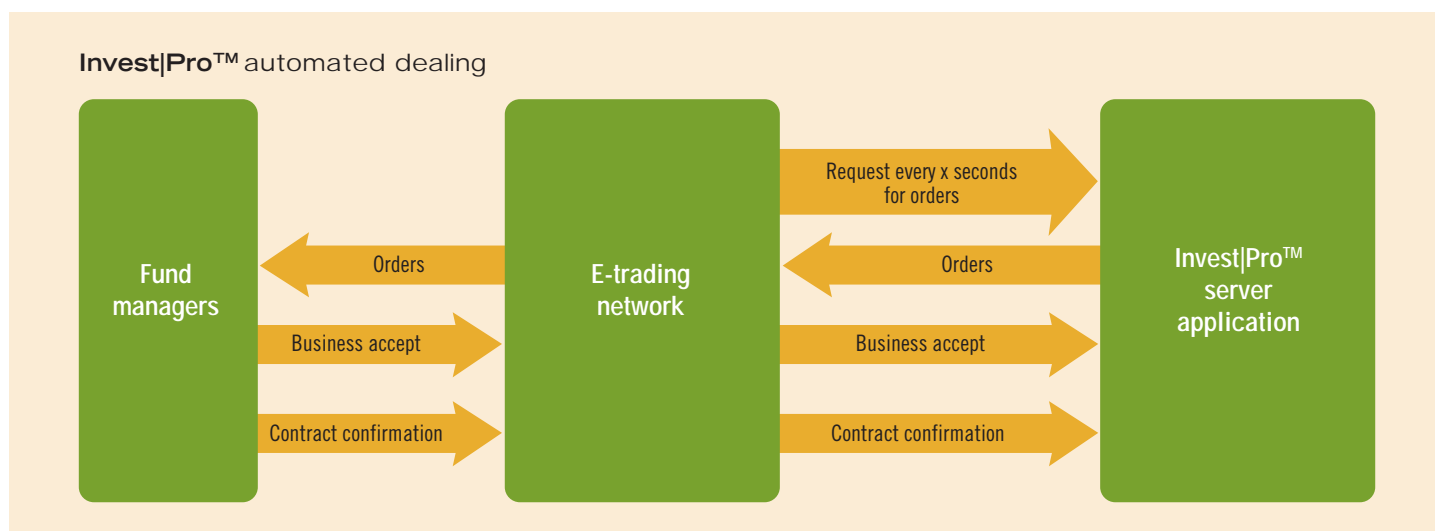 Invest|Pro™ automated dealing
Request every x seconds
for orders
Orders
Orders
Fund
managers
E-trading
network
Invest|Pro™
server
application
Business accept
Business accept
Contract confirmation
Contract confirmation